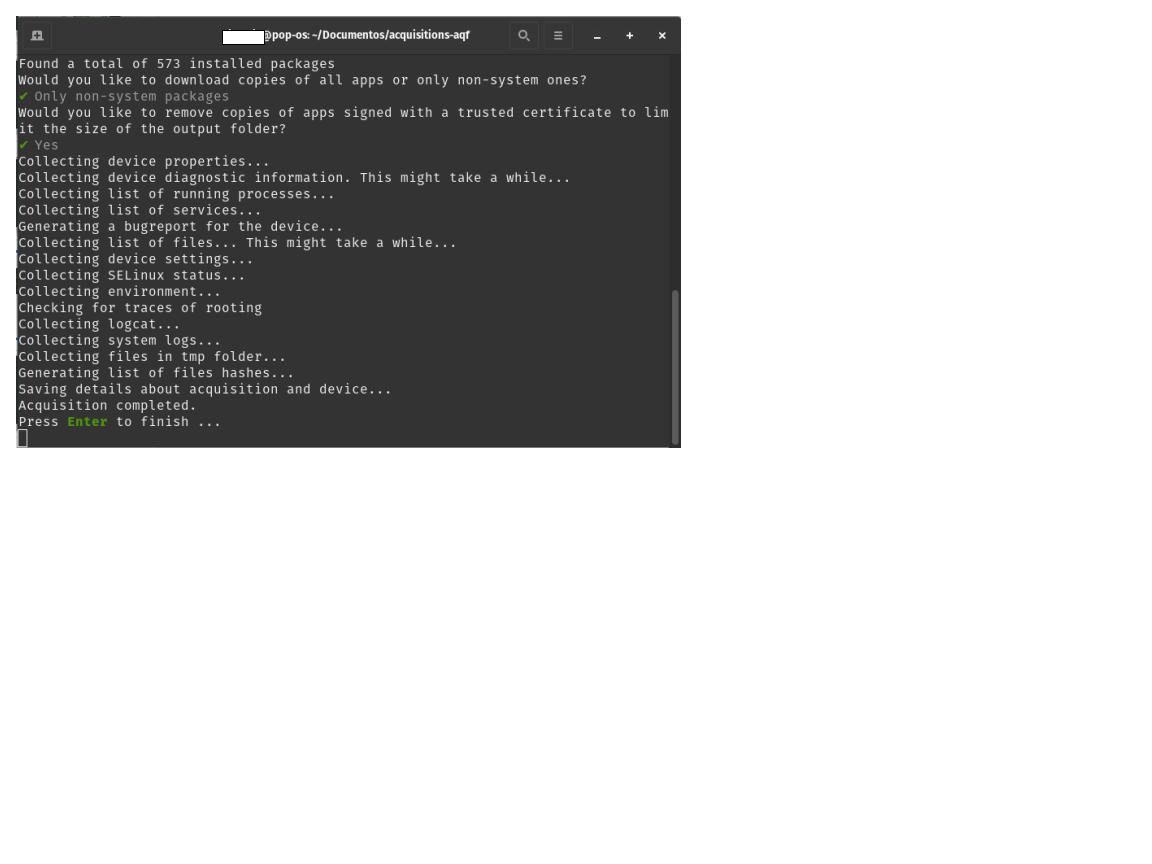 @pop-os: ~/Documentos/acquisitions-aqf
Found a total of 573 installed packages
Would you like to download copies of all apps or only non-system ones?
✔ Only non-system packages
Would you like to remove copies of apps signed with a trusted certificate to lim
it the size of the output folder?
✔ Yes
Collecting device properties...
Collecting device diagnostic information. This might take a while...
Collecting list of running processes...
Collecting list of services...
Generating a bugreport for the device...
Collecting list of files... This might take a while...
Collecting device settings...
Collecting SELinux status...
Collecting environment...
Checking for traces of rooting
Collecting logcat...
Collecting system logs...
Collecting files in tmp folder...
Generating list of files hashes...
Saving details about acquisition and device...
Acquisition completed.
Press Enter to finish ...